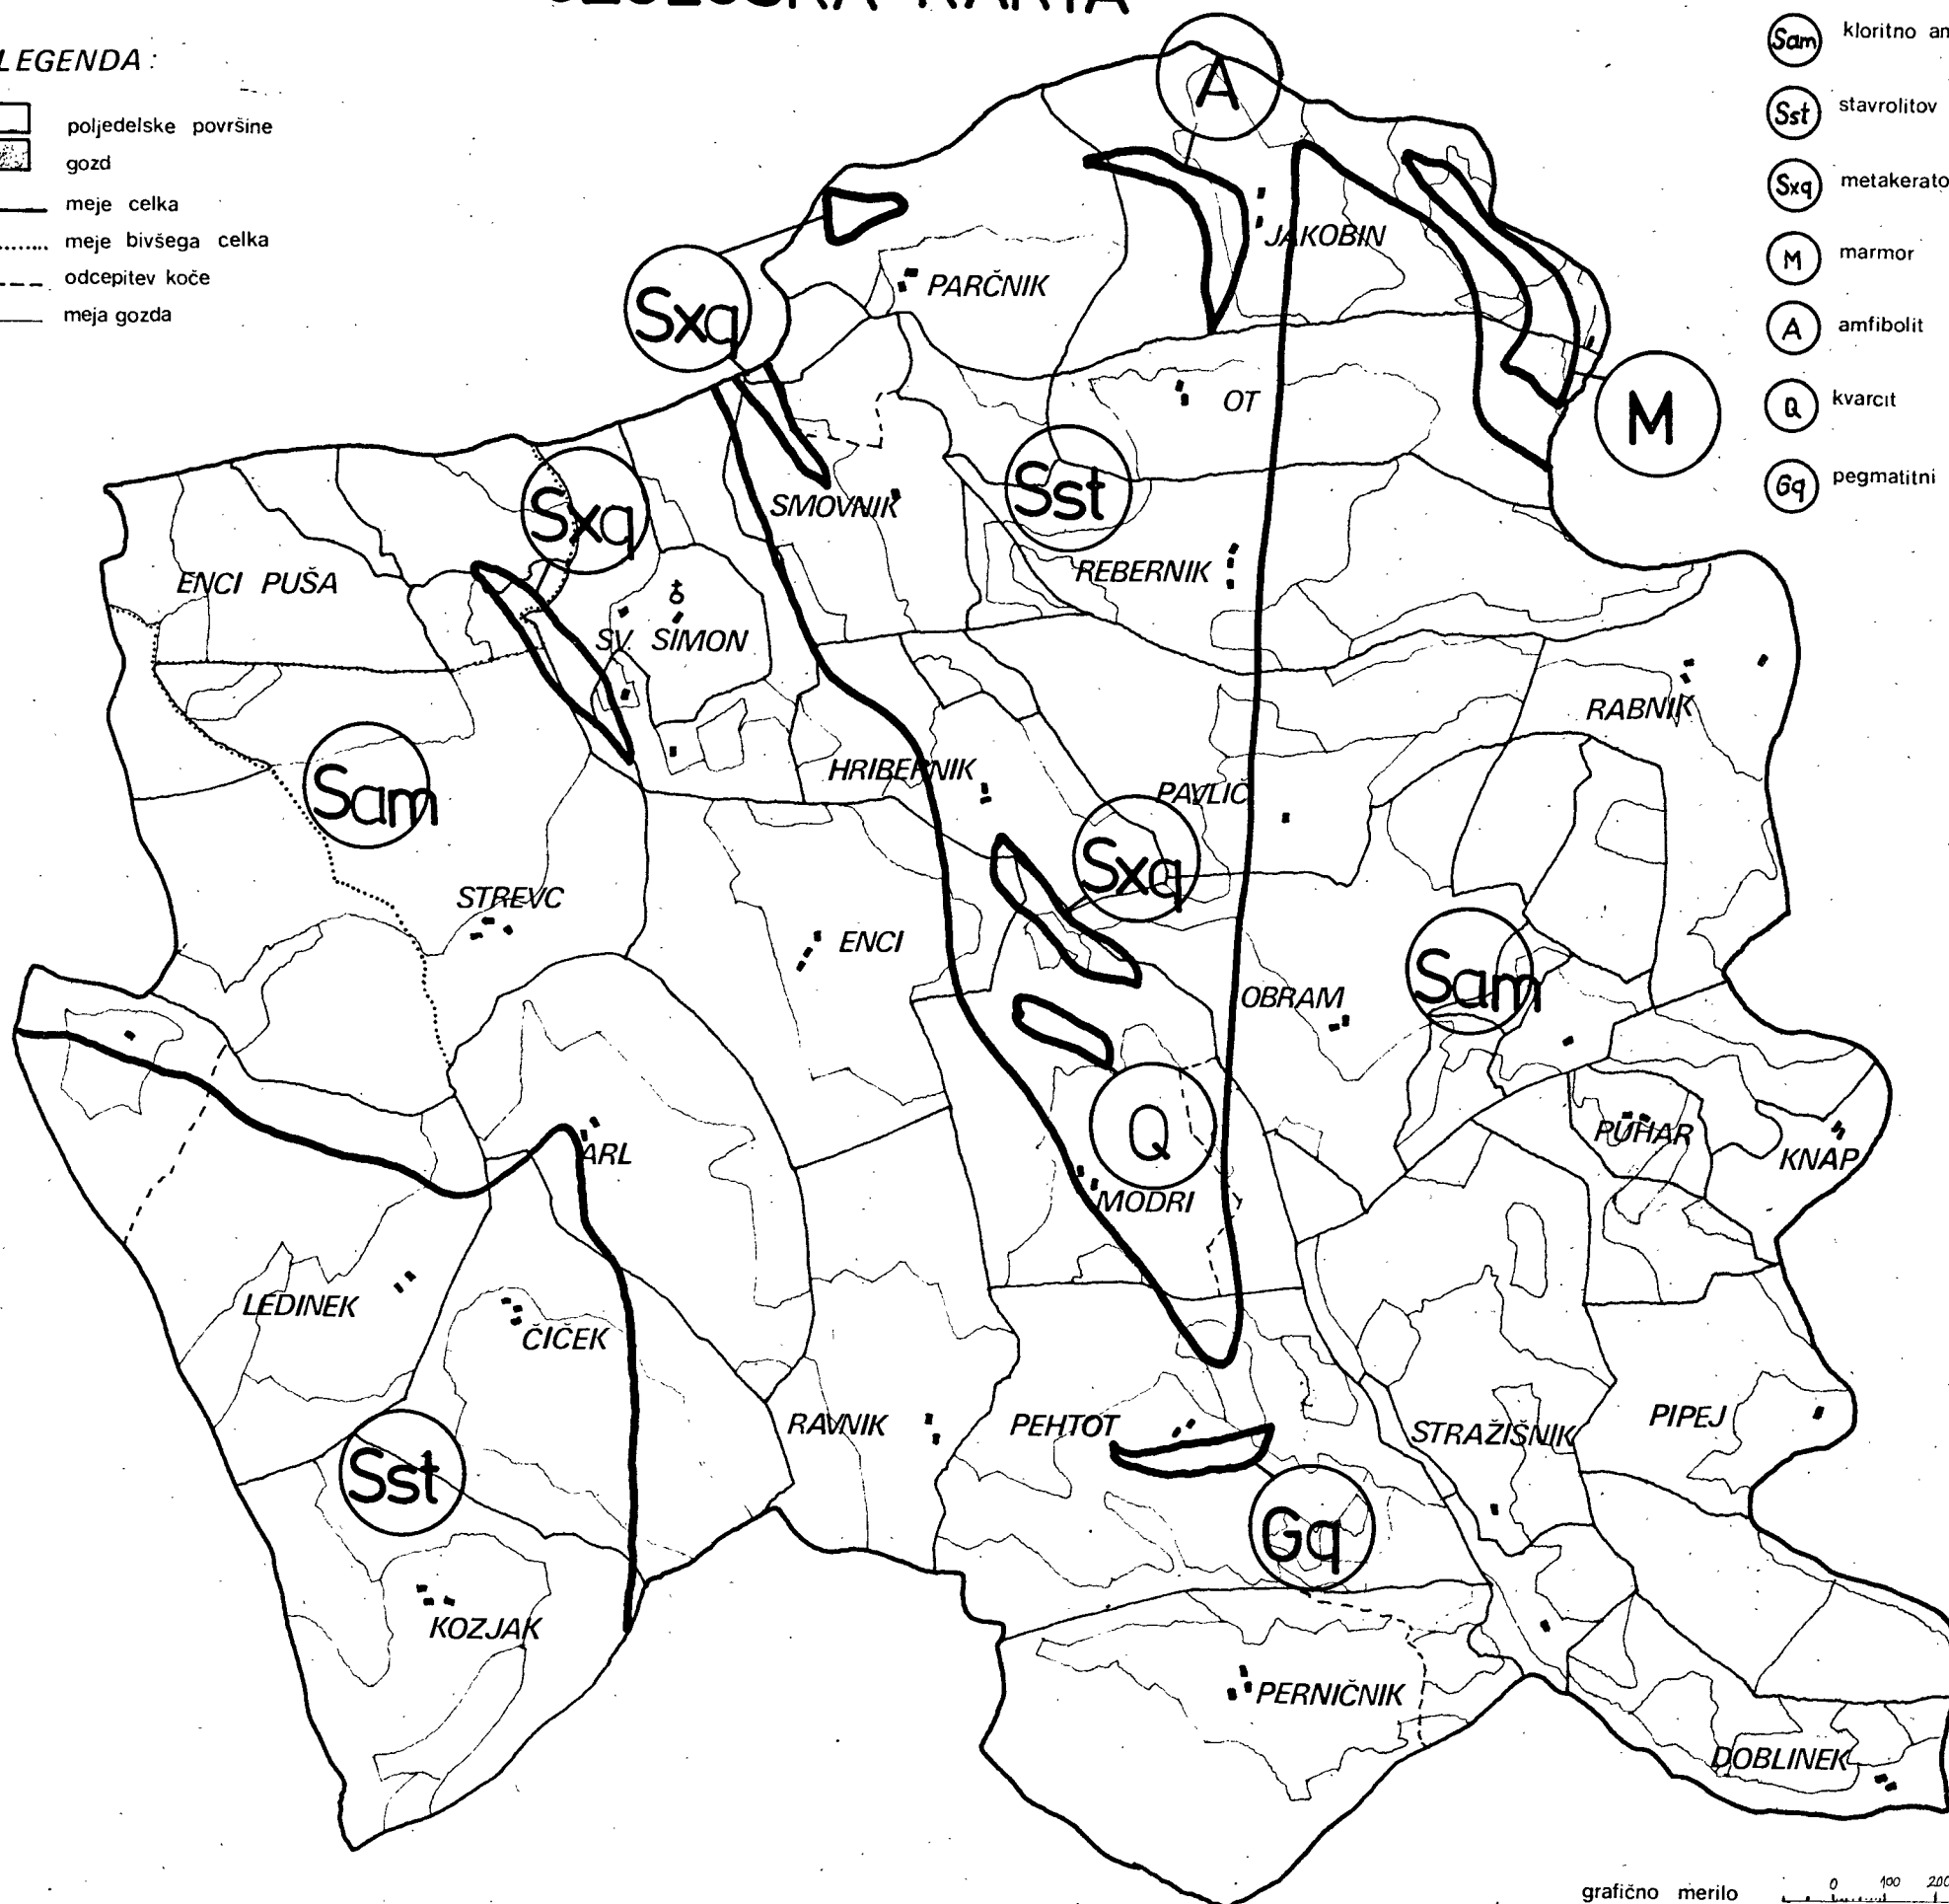 KARTA
LEGENDA:
poljedelske površine
gozd
meje celka
meje bivšega celka
odcepitev koče
meja gozda
Sam kloritno
Sst stavrolitov
Sxq
M marmor
A amfibolit
Q kvarcit
Gq pegmatitni
A
JAKOBIN
PARČNIK
Sxq
OT
M
Sst
SMOVNIK
Sxq
REBERNIK
ENCI PUŠA
SV. SIMON
RABNIK
Sam
HRIBERNIK
PAVLIČ
Sxq
STREVC
ENCI
Sam
OBRAM
Q
PUHAR
KNAP
ARL
MODRI
LEDINEK
ČIČEK
RAVNIK
PEHTOT
STRAŽIŠNIK
PIPEJ
Sst
Gq
KOZJAK
PERNIČNIK
DOBLINEK
grafično merilo
0 100 200